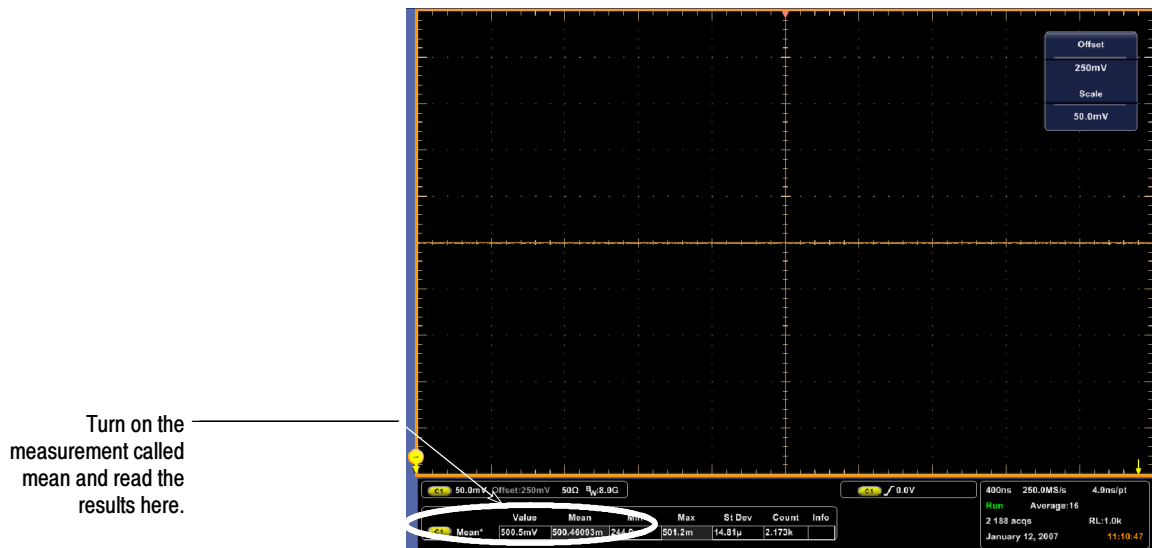 Offset
250mV
Scale
50.0mV
Turn on the
measurement called
mean and read the
results here.
C1 50.0mV Offset:250mV 50Ω BW:8.0G
C1 0.0V
400ns 250.0MS/s 4.0ns/pt
Run Average:16
2 188 acqs RL:1.0k
January 12, 2007 11:10:47
Value Mean Min Max St Dev Count Info
C1 Mean* 500.5mV 500.46093m 501.2m 14.81µ 2.173k